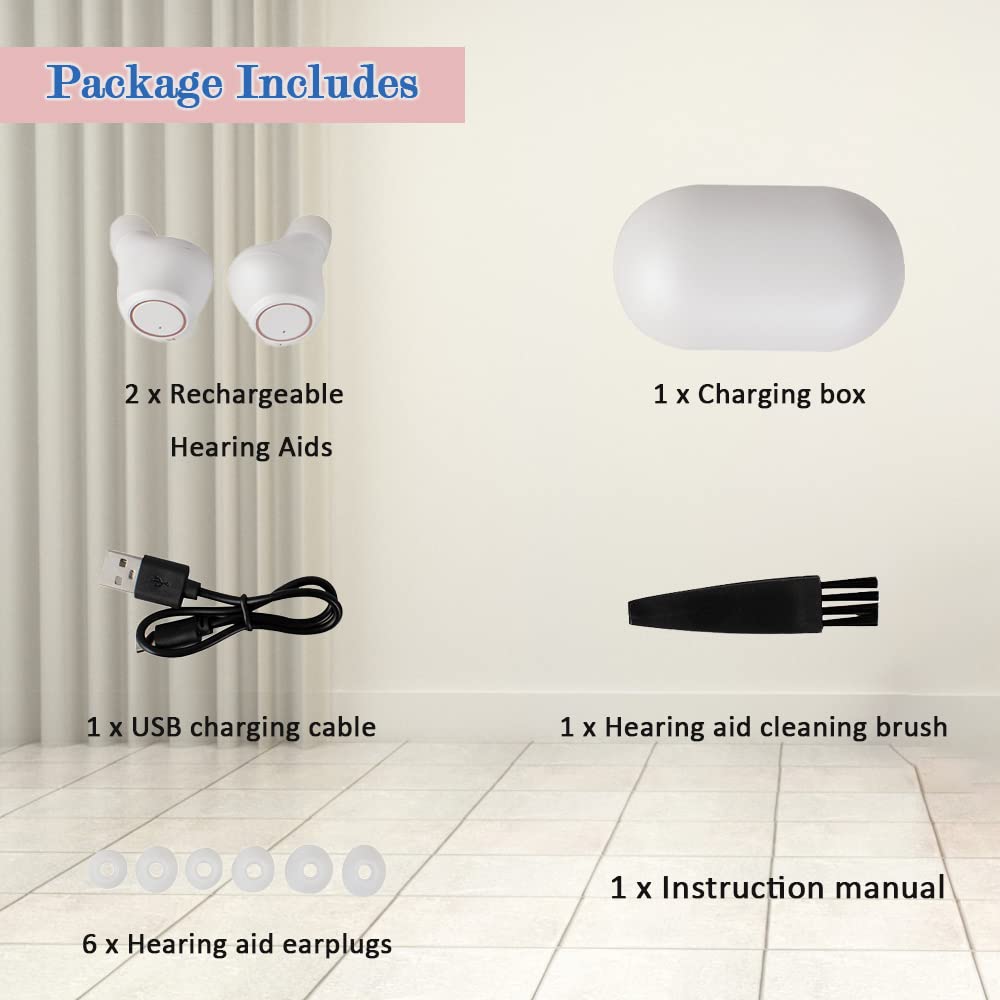 Package Includes
2 x Rechargeable
Hearing Aids
1 x Charging box
1 x USB charging cable
1 x Hearing aid cleaning brush
6 x Hearing aid earplugs
1 x Instruction manual